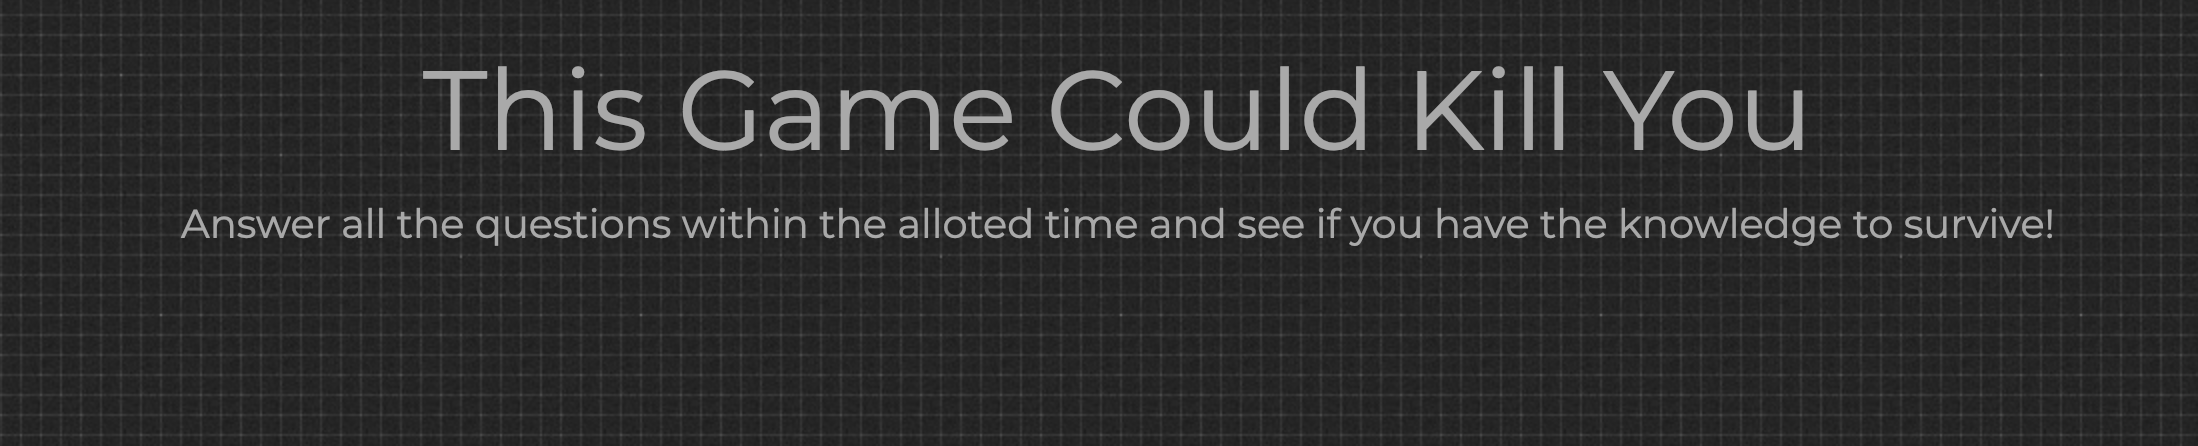 This Game Could Kill You
Answer all the questions within the alloted time and see if you have the knowledge to survive!